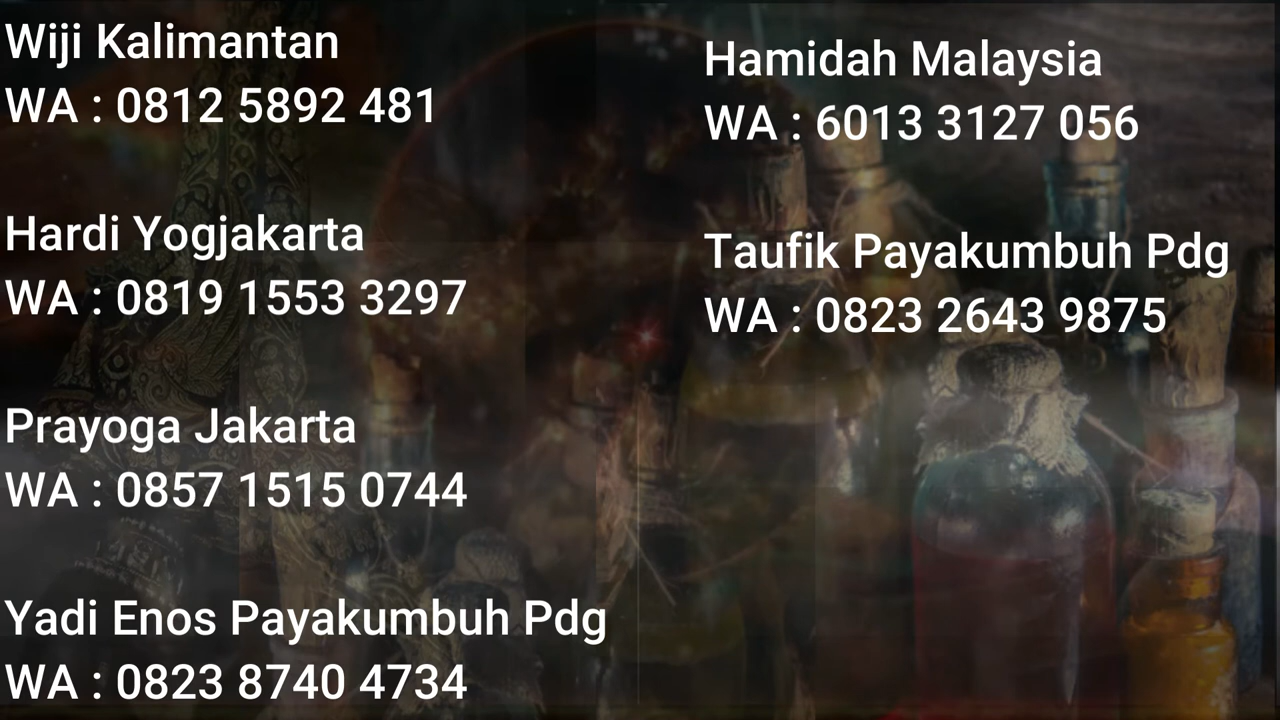 Wiji Kalimantan
WA : 0812 5892 481
Hardi Yogjakarta
WA : 0819 1553 3297
Prayoga Jakarta
WA : 0857 1515 0744
Yadi Enos Payakumbuh Pdg
WA : 0823 8740 4734
Hamidah Malaysia
WA : 6013 3127 056
Taufik Payakumbuh Pdg
WA : 0823 2643 9875